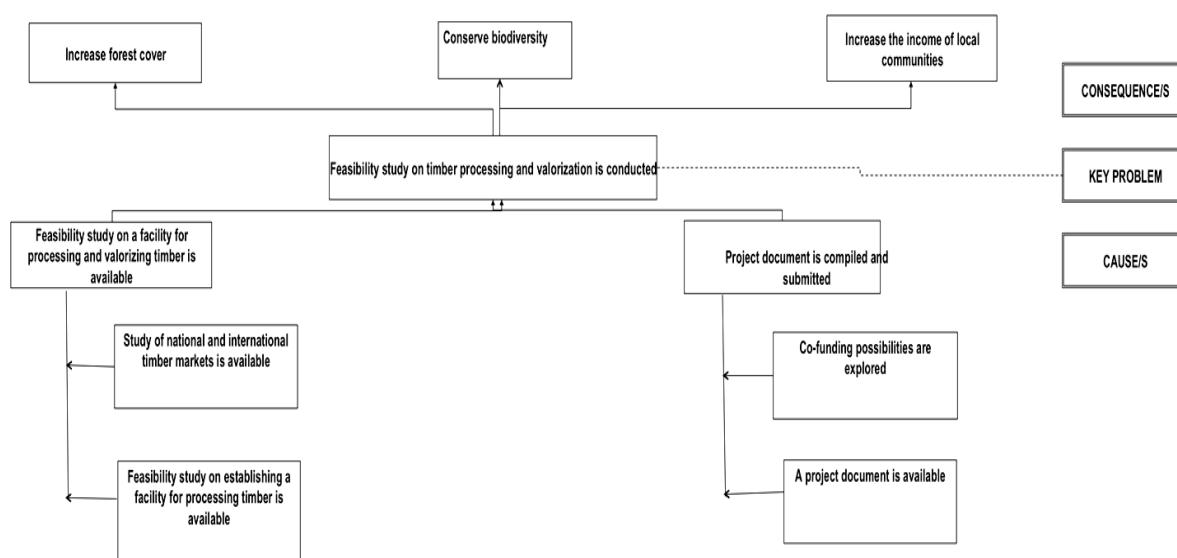 Increase forest cover
Conserve biodiversity
Increase the income of local
communities
CONSEQUENCE/S
Feasibility study on timber processing and valorization is conducted
KEY PROBLEM
Feasibility study on a facility for
processing and valorizing timber is
available
Project document is compiled and
submitted
CAUSE/S
Study of national and international
timber markets is available
Co-funding possibilities are
explored
Feasibility study on establishing a
facility for processing timber is
available
A project document is available